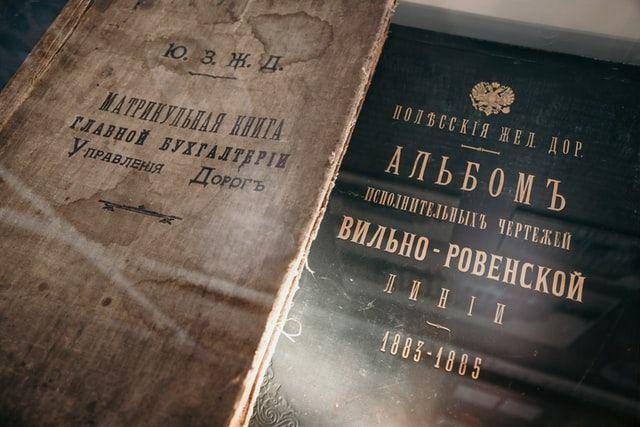 Ю. З. Ж. Д.
МАТРИКУЛЬНАЯ КНИГА
ГЛАВНОЙ БУХГАЛТЕРІИ
УПРАВЛЕНІЯ ДОРОГЪ
ПОЛѢССКІЯ ЖЕЛ. ДОР.
АЛЬБОМЪ
ИСПОЛНИТЕЛЬНЫХЪ ЧЕРТЕЖЕЙ
ВИЛЬНО-РОВЕНСКОЙ
ЛИНІИ
1883-1885